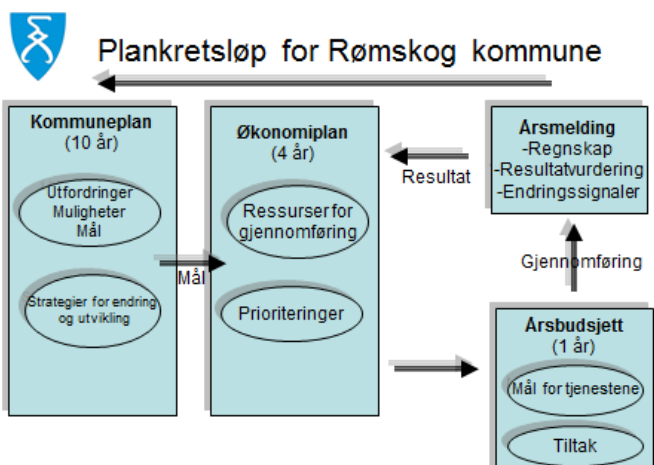 Plankretsløp for Rømskog kommune
Kommuneplan
(10 år)
Utfordringer
Muligheter
Mål
Strategier for endring
og utvikling
Mål
Økonomiplan
(4 år)
Ressurser for
gjennomføring
Prioriteringer
Resultat
Årsmelding
-Regnskap
-Resultatvurdering
-Endringssignaler
Gjennomføring
Årsbudsjett
(1 år)
Mål for tjenestene
Tiltak